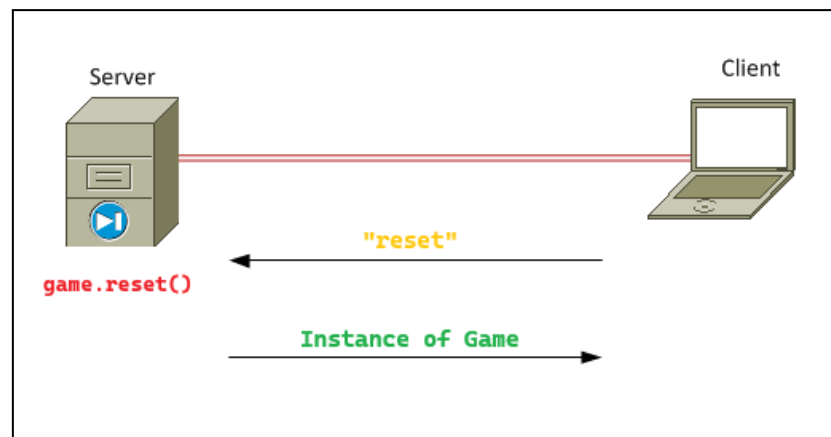 Server
Client
"reset"
game.reset()
Instance of Game